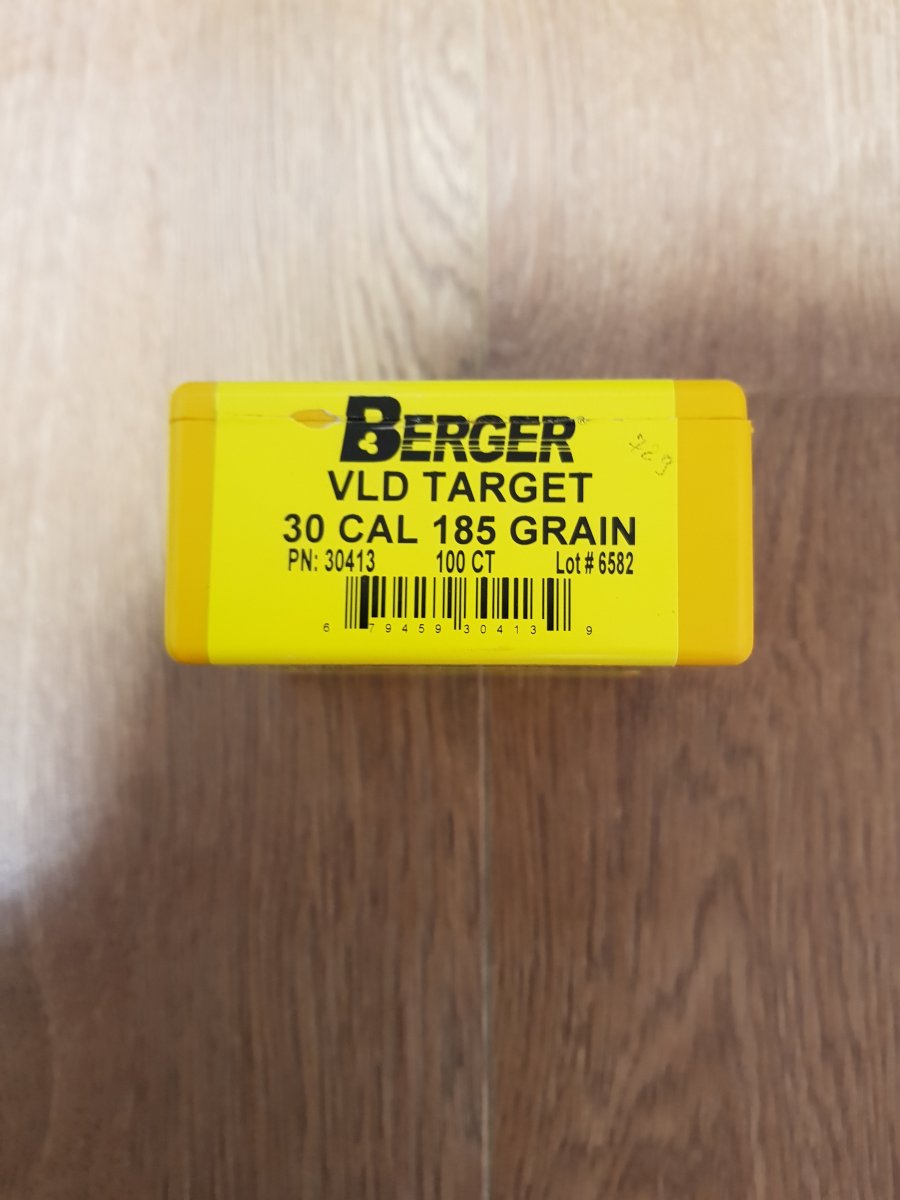 BERGER®
VLD TARGET
30 CAL 185 GRAIN
PN: 30413 100 CT Lot # 6582
6 79459 30413 9